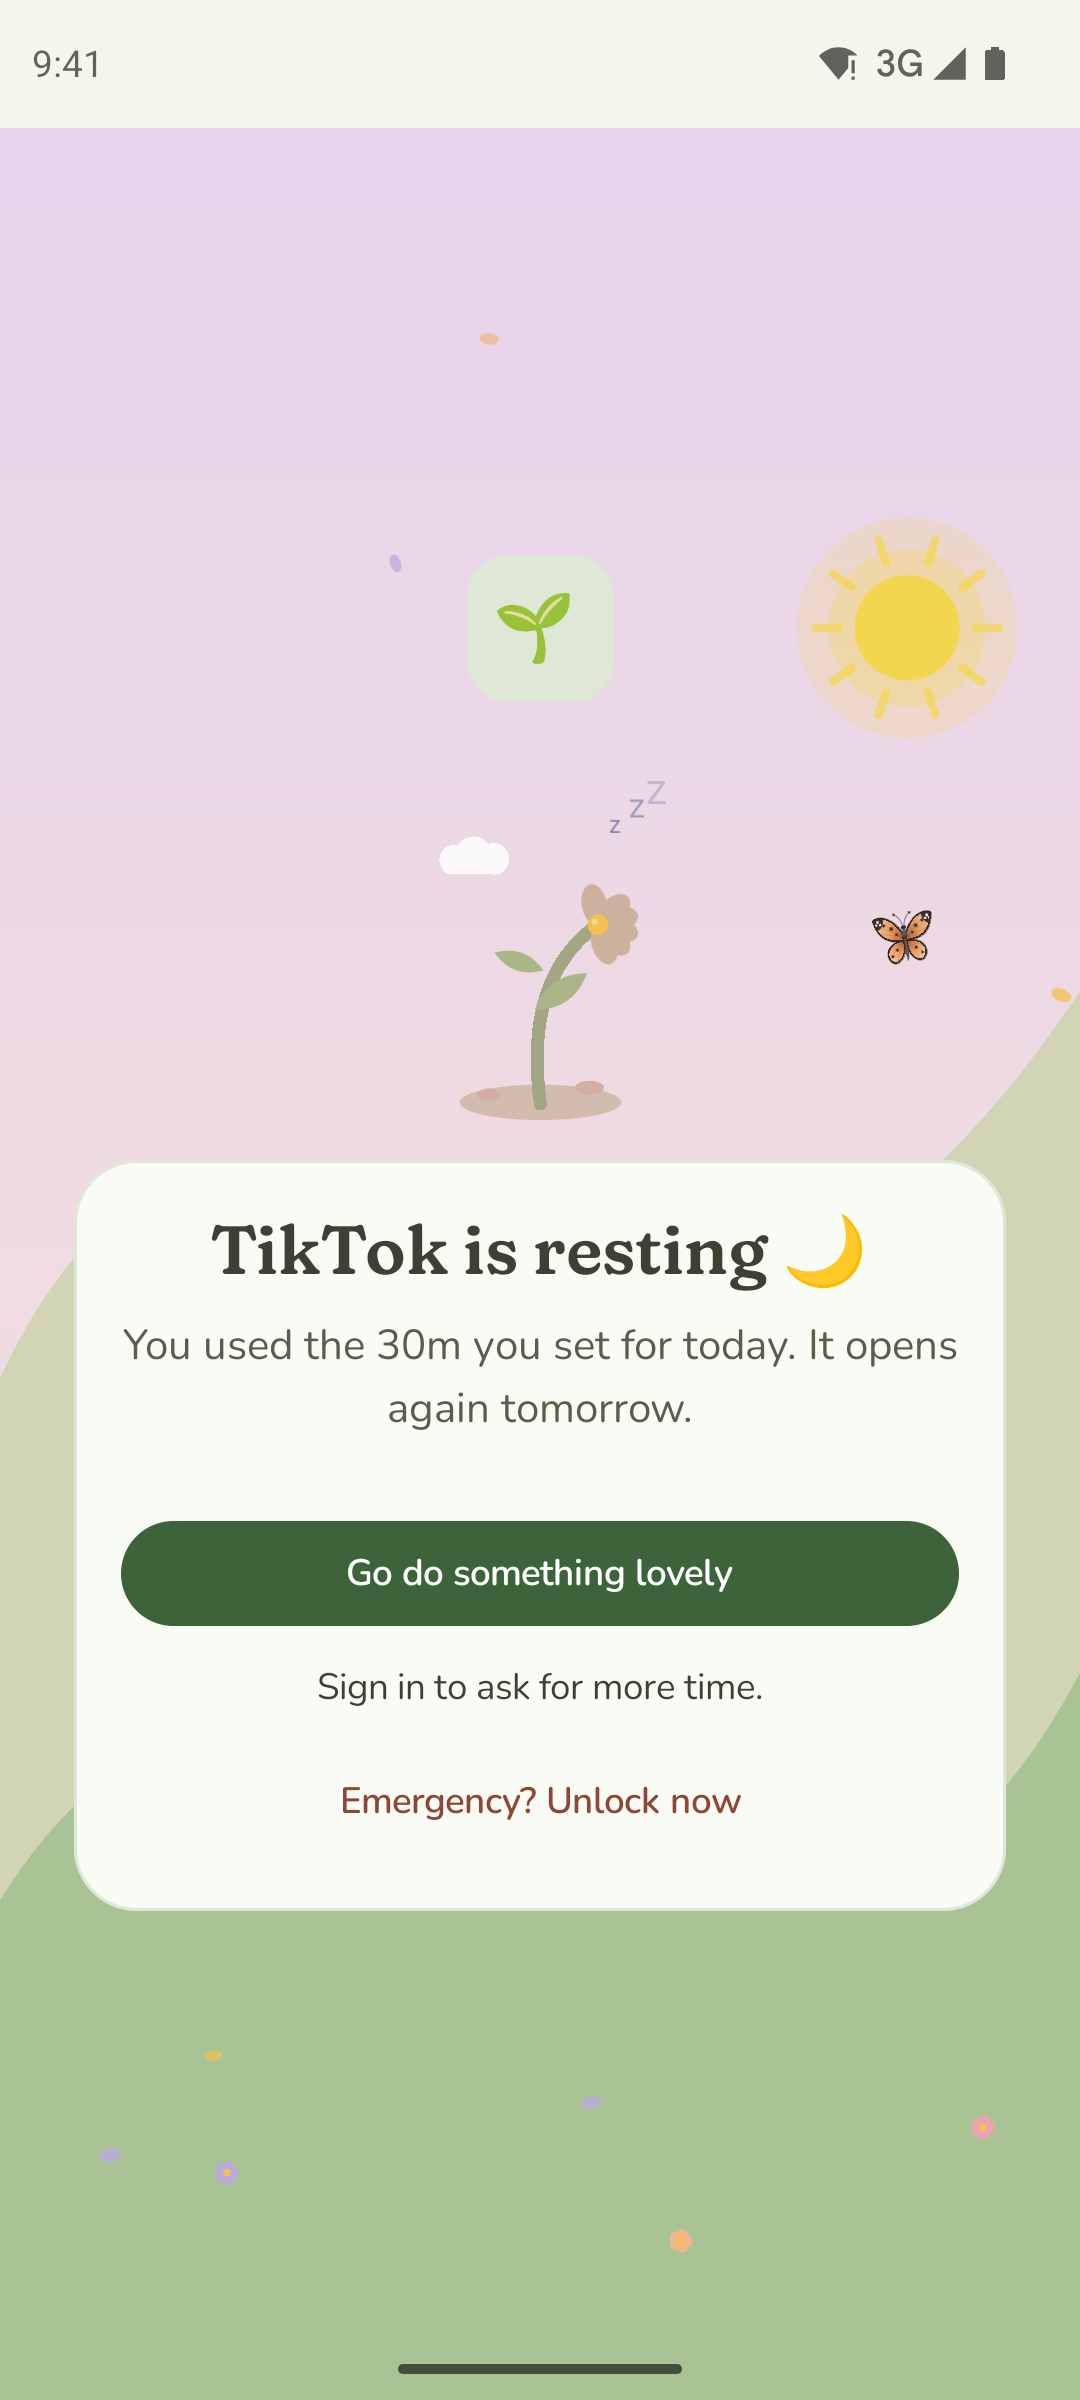 9:41
3G
z z Z
TikTok is resting 🌙
You used the 30m you set for today. It opens
again tomorrow.
Go do something lovely
Sign in to ask for more time.
Emergency? Unlock now